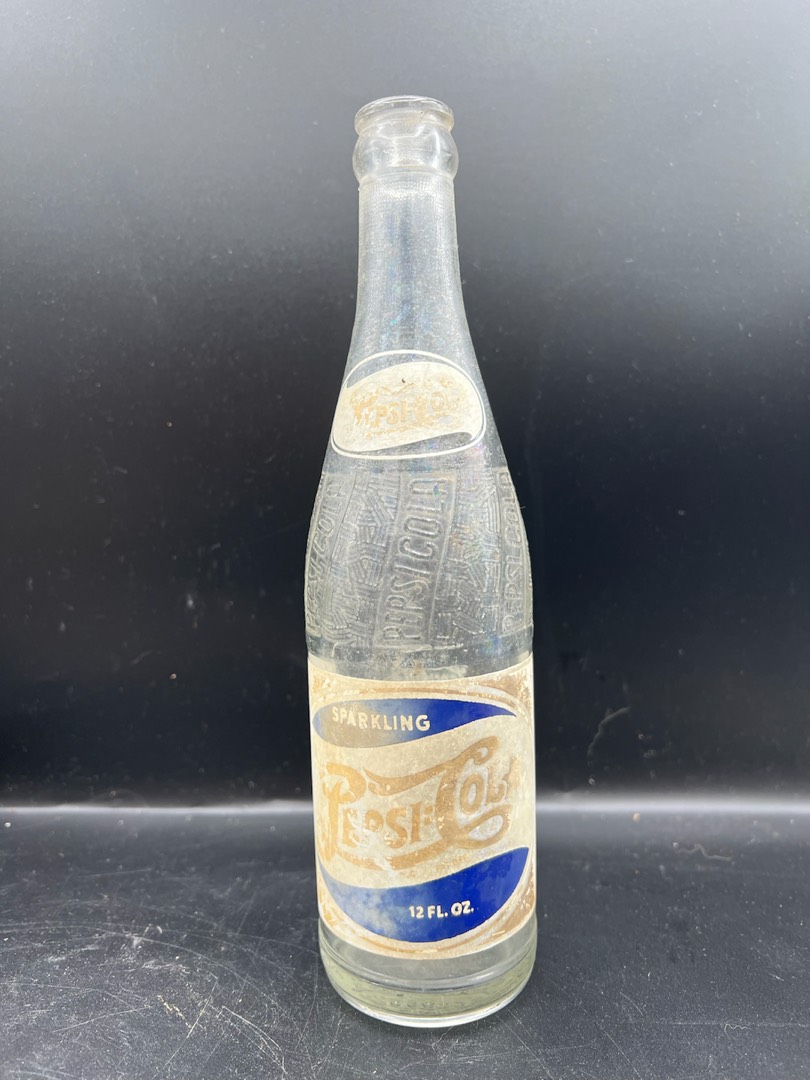 PEPSI COLA
PEPSI COLA
PEPSI COLA
SPARKLING
PEPSI-COLA
12 FL. OZ.